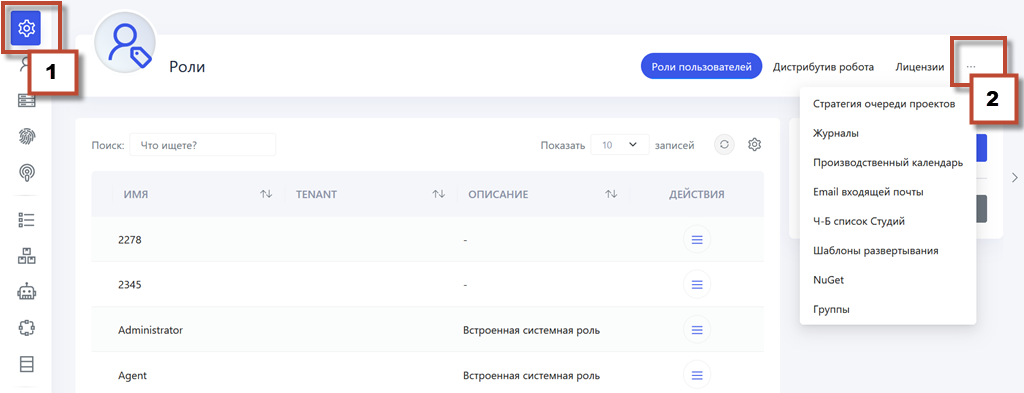 1
Роли
Роли пользователей
Дистрибутив робота
Лицензии
...
2
Стратегия очереди проектов
Журналы
Производственный календарь
Email входящей почты
Ч-Б список Студий
Шаблоны развертывания
NuGet
Группы
Поиск: Что ищете?
Показать 10 записей
ИМЯ TENANT ОПИСАНИЕ ДЕЙСТВИЯ
2278 -
2345 -
Administrator Встроенная системная роль
Agent Встроенная системная роль